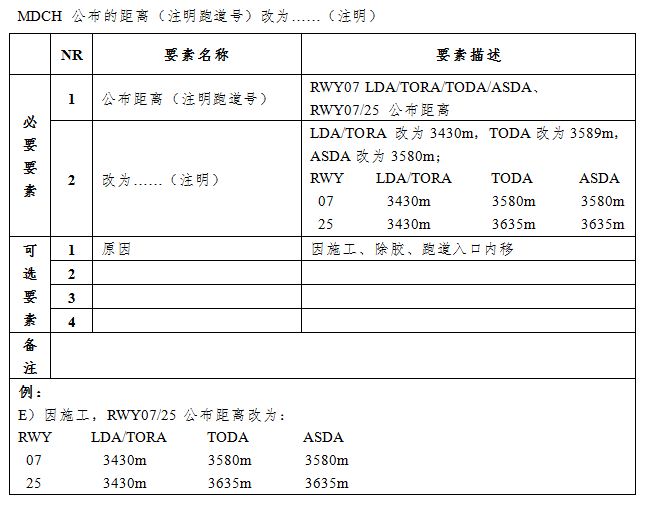 MDCH 公布的距离（注明跑道号）改为……（注明）
NR 要素名称 要素描述
必要要素
1 公布距离（注明跑道号） RWY07 LDA/TORA/TODA/ASDA、
RWY07/25 公布距离
2 改为……（注明） LDA/TORA 改为 3430m，TODA 改为 3589m，
ASDA 改为 3580m；
RWY LDA/TORA TODA ASDA
07 3430m 3580m 3580m
25 3430m 3635m 3635m
可选要素
1 原因 因施工、除胶、跑道入口内移
2
3
4
备注
例：
E）因施工，RWY07/25 公布距离改为：
RWY LDA/TORA TODA ASDA
07 3430m 3580m 3580m
25 3430m 3635m 3635m